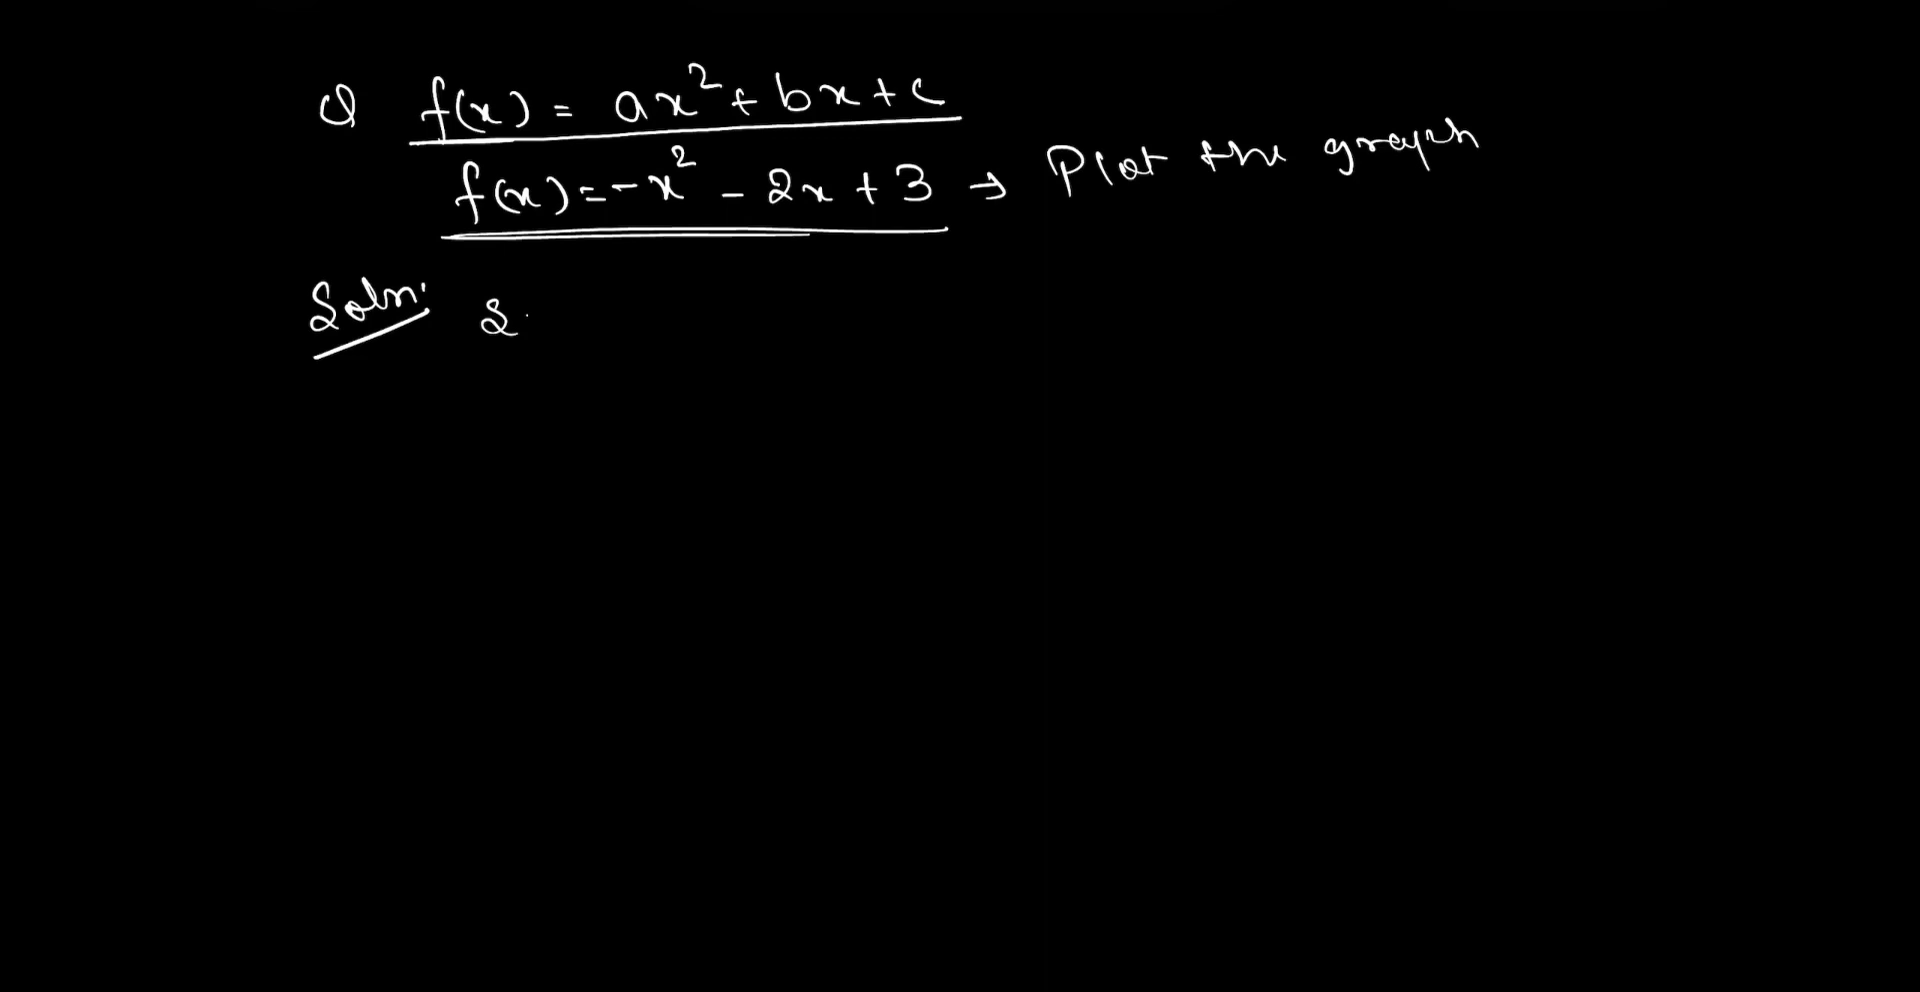 Q f(x) = ax² + bx + c
f(x) = -x² - 2x + 3 → Plot the graph
Soln: S